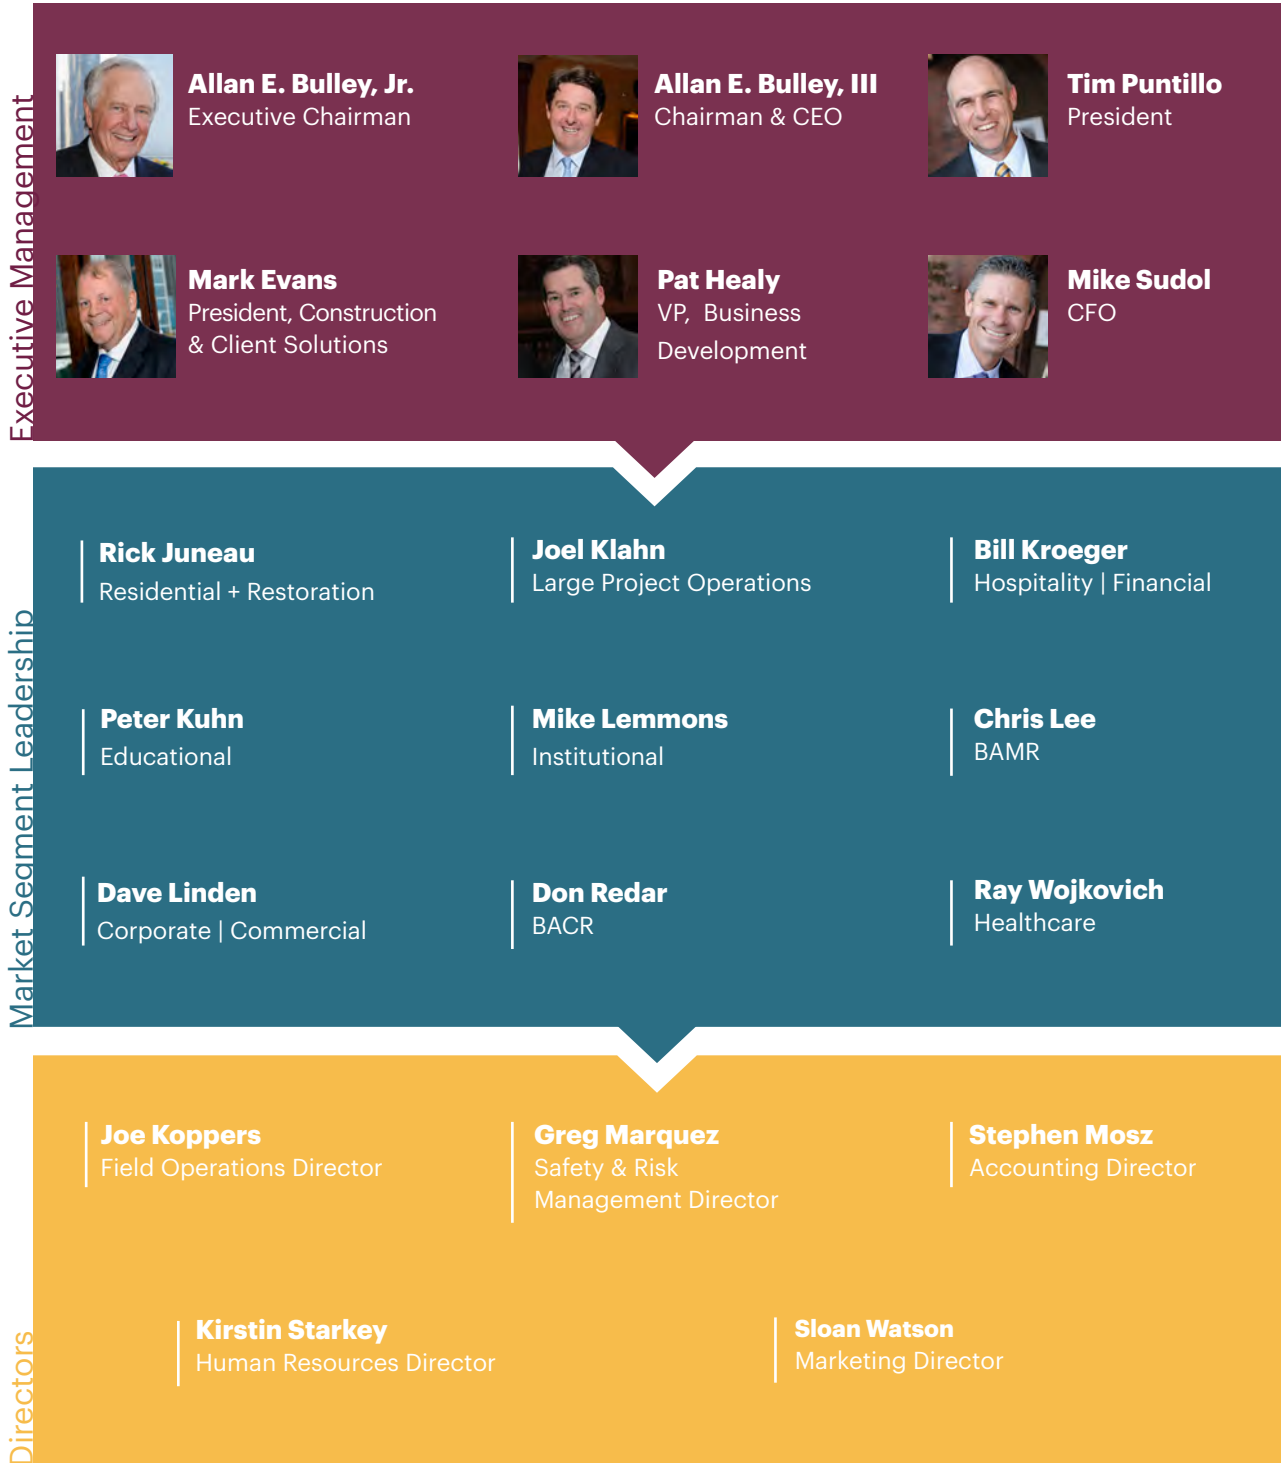 Executive Management
Allan E. Bulley, Jr.
Executive Chairman
Allan E. Bulley, III
Chairman & CEO
Tim Puntillo
President
Mark Evans
President, Construction
& Client Solutions
Pat Healy
VP, Business
Development
Mike Sudol
CFO
Market Segment Leadership
Rick Juneau
Residential + Restoration
Joel Klahn
Large Project Operations
Bill Kroeger
Hospitality | Financial
Peter Kuhn
Educational
Mike Lemmons
Institutional
Chris Lee
BAMR
Dave Linden
Corporate | Commercial
Don Redar
BACR
Ray Wojkovich
Healthcare
Directors
Joe Koppers
Field Operations Director
Greg Marquez
Safety & Risk
Management Director
Stephen Mosz
Accounting Director
Kirstin Starkey
Human Resources Director
Sloan Watson
Marketing Director